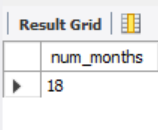 Result Grid
num_months
18